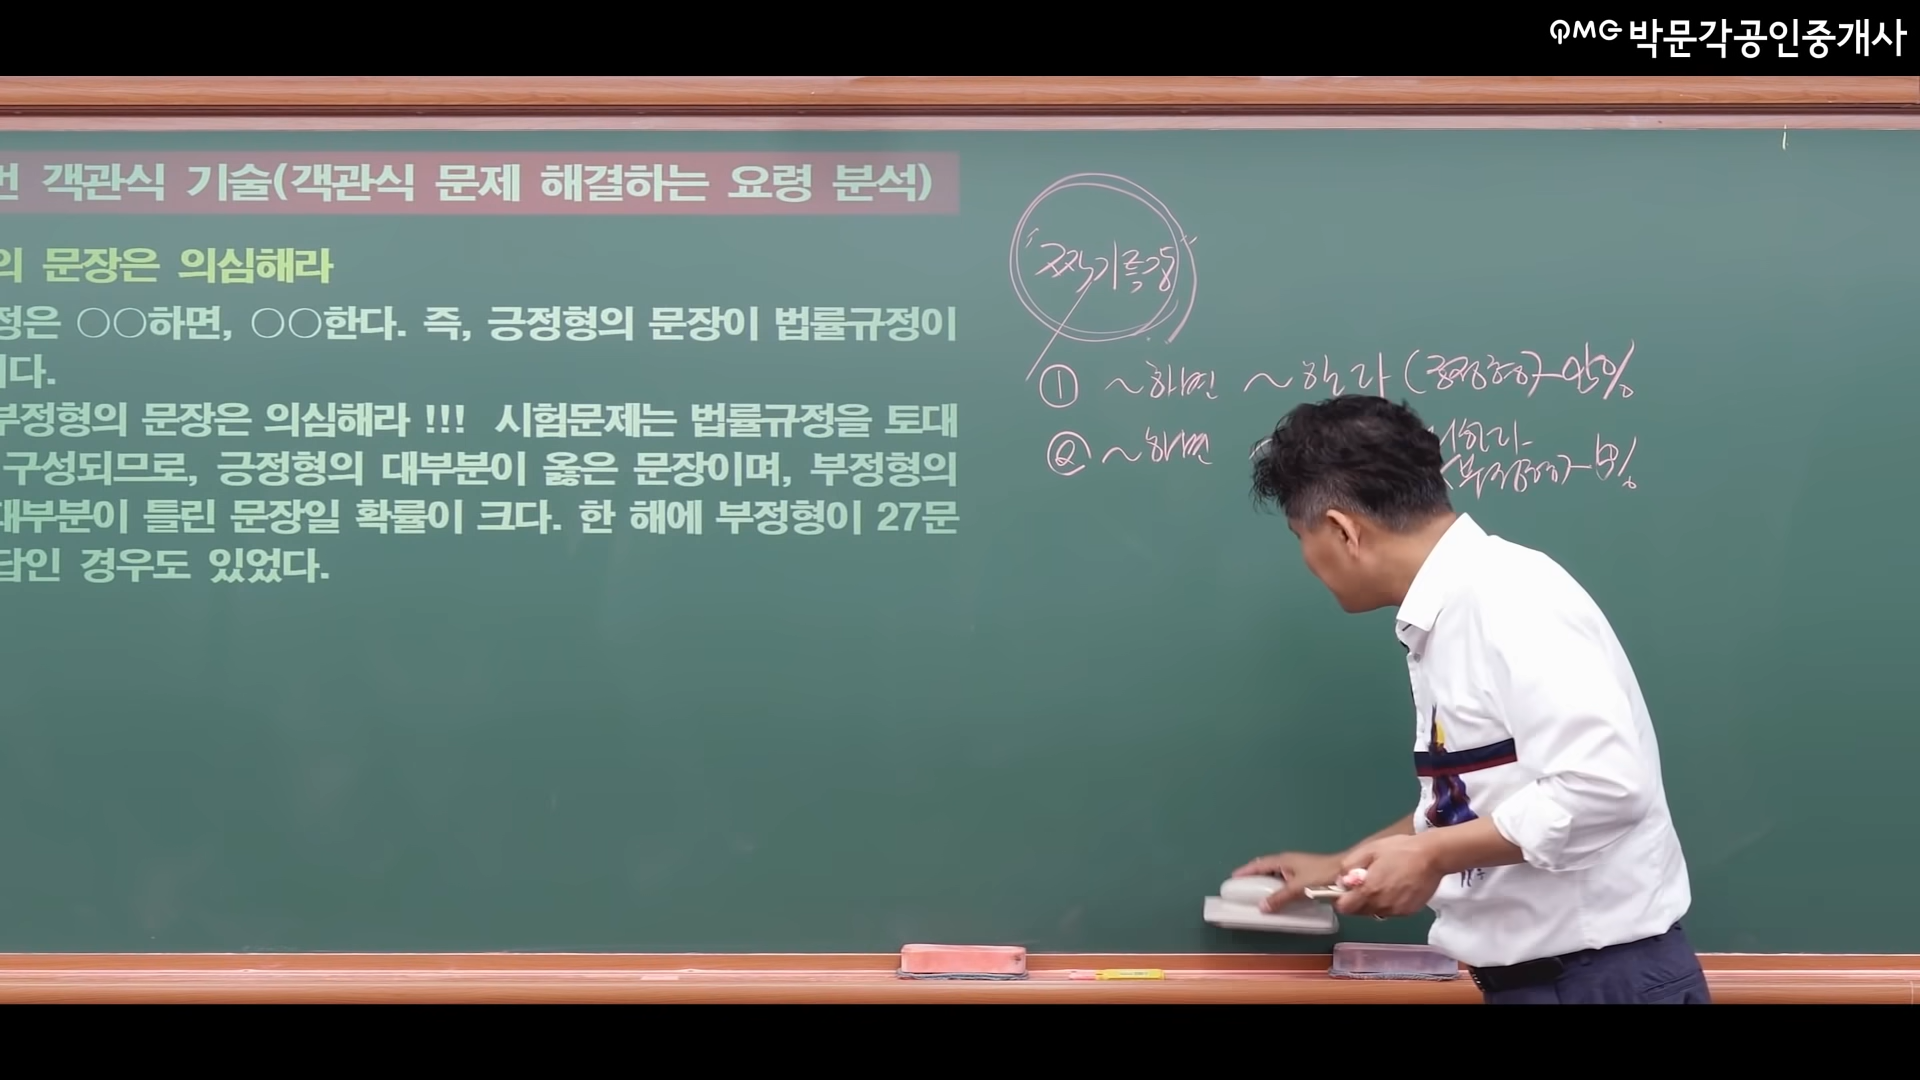 PMG 박문각공인중개사
번 객관식 기술(객관식 문제 해결하는 요령 분석)
의 문장은 의심해라
정은 ○○하면, ○○한다. 즉, 긍정형의 문장이 법률규정이
이다.
부정형의 문장은 의심해라 !!! 시험문제는 법률규정을 토대
구성되므로, 긍정형의 대부분이 옳은 문장이며, 부정형의
대부분이 틀린 문장일 확률이 크다. 한 해에 부정형이 27문
답인 경우도 있었다.
① ~하면 ~한다 (긍정형)
② ~하면 (부정형)